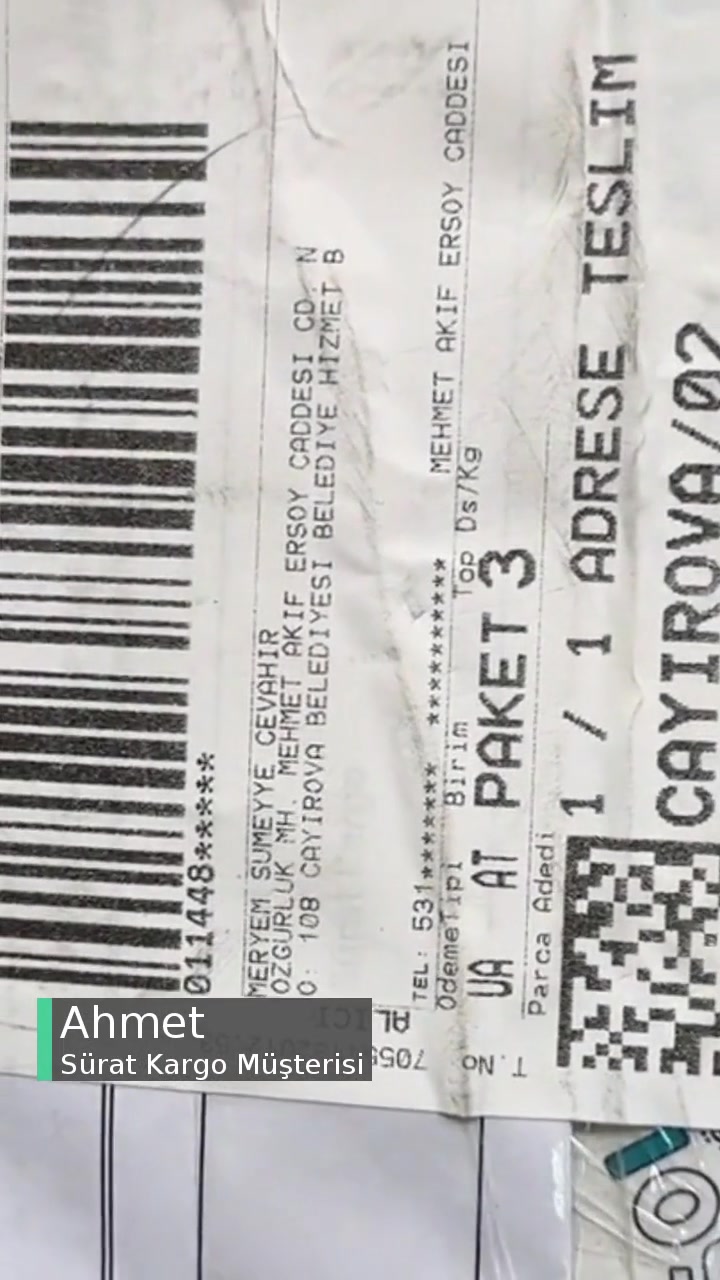 011448*****
MERYEM SUMEYYE CEVAHIR
OZGURLUK MH. MEHMET AKIF ERSOY CADDESI CD. N
O: 108 CAYIROVA BELEDIYESI BELEDIYE HIZMET B
TEL: 531******* ********** MEHMET AKIF ERSOY CADDESI
OdemeTipi Birim Top Ds/Kg
UA AT PAKET 3
Parca Adedi
1 / 1 ADRESE TESLIM
CAYIROVA/02
ALICI
T.No
Ahmet
Sürat Kargo Müşterisi